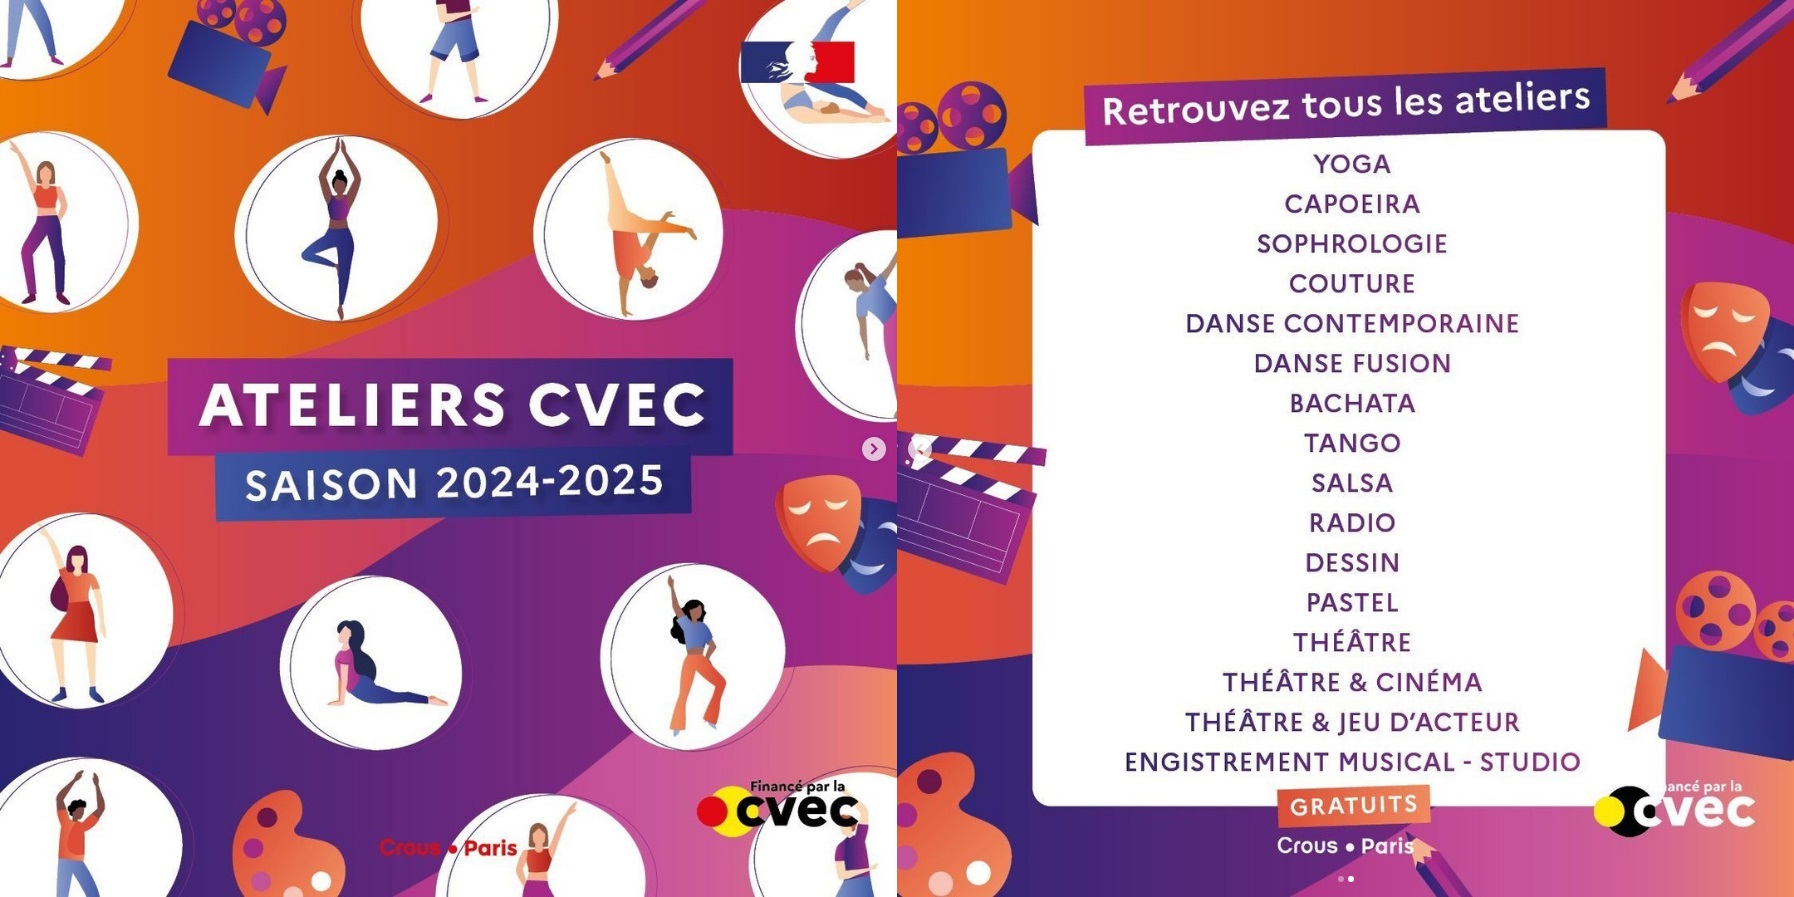 ATELIERS CVEC
SAISON 2024-2025
Financé par la
cvec
Crous • Paris
Retrouvez tous les ateliers
YOGA
CAPOEIRA
SOPHROLOGIE
COUTURE
DANSE CONTEMPORAINE
DANSE FUSION
BACHATA
TANGO
SALSA
RADIO
DESSIN
PASTEL
THÉÂTRE
THÉÂTRE & CINÉMA
THÉÂTRE & JEU D'ACTEUR
ENGISTREMENT MUSICAL - STUDIO
GRATUITS
ancé par la
cvec
Crous • Paris